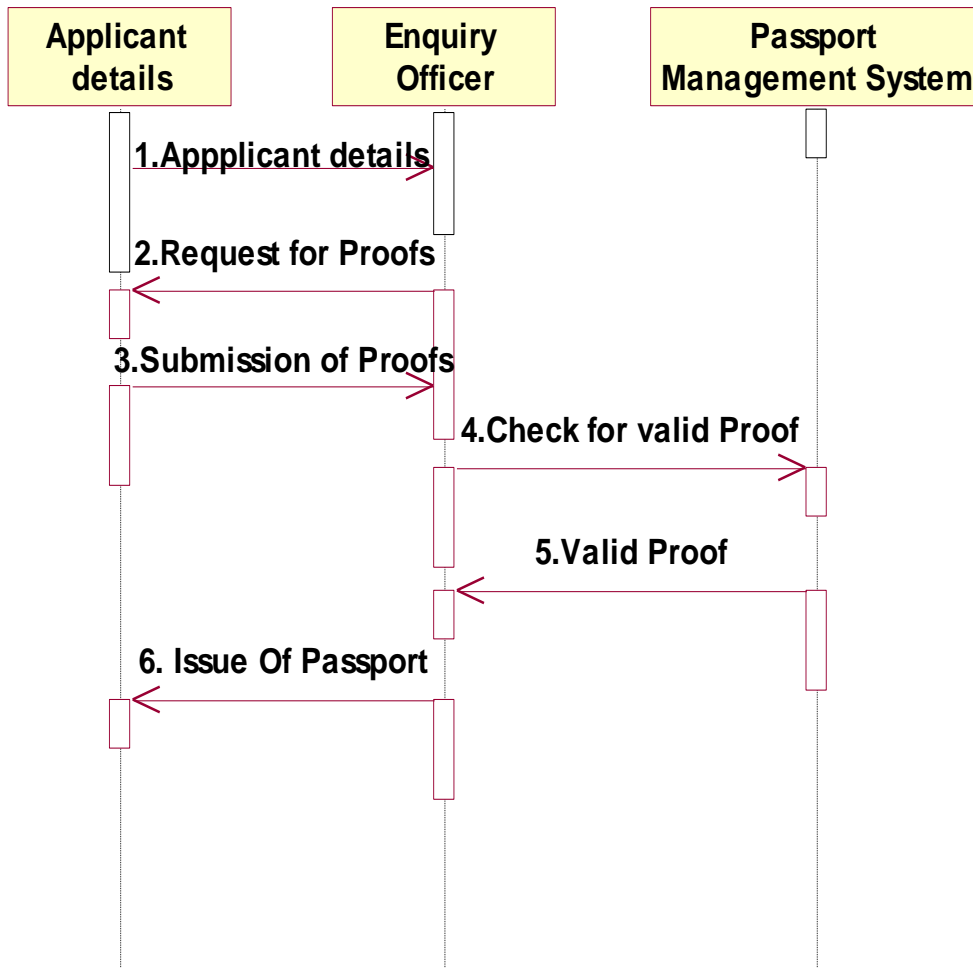 Applicant
details
Enquiry
Officer
Passport
Management System
1.Appplicant details
2.Request for Proofs
3.Submission of Proofs
4.Check for valid Proof
5.Valid Proof
6. Issue Of Passport